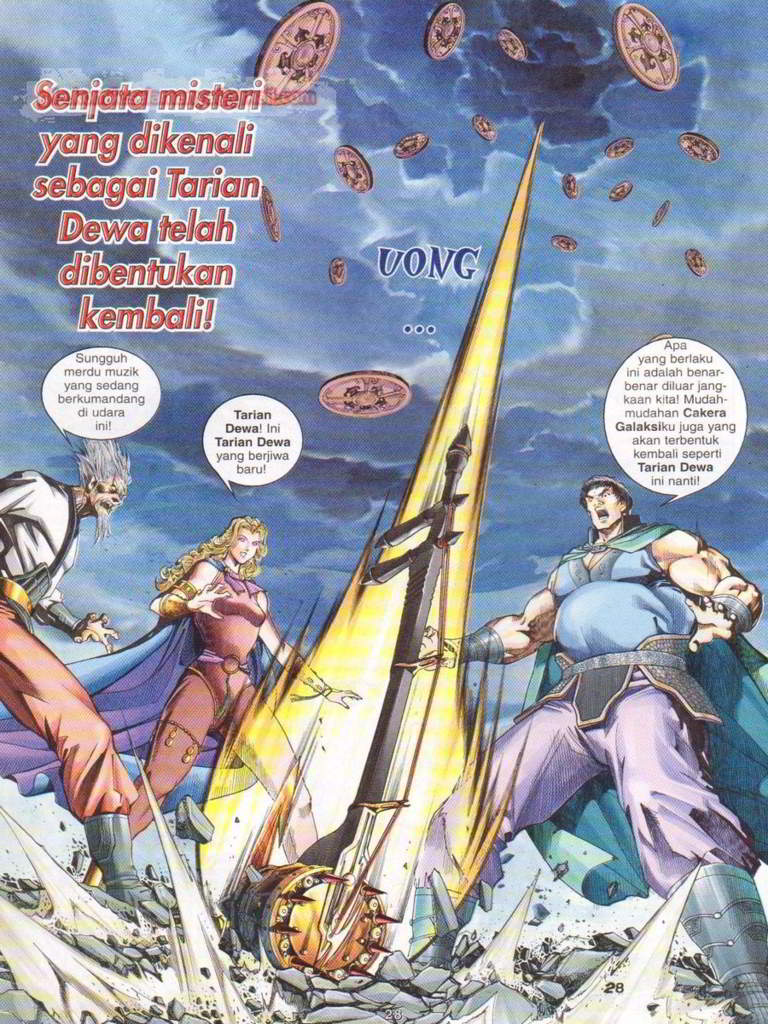 Senjata misteri
yang dikenali
sebagai Tarian
Dewa telah
dibentukan
kembali!
UONG
...
Sungguh
merdu muzik
yang sedang
berkumandang
di udara
ini!
Tarian
Dewa! Ini
Tarian Dewa
yang berjiwa
baru!
Apa
yang berlaku
ini adalah benar-
benar diluar jang-
kaan kita! Mudah-
mudahan Cakera
Galaksiku juga yang
akan terbentuk
kembali seperti
Tarian Dewa
ini nanti!
28
28